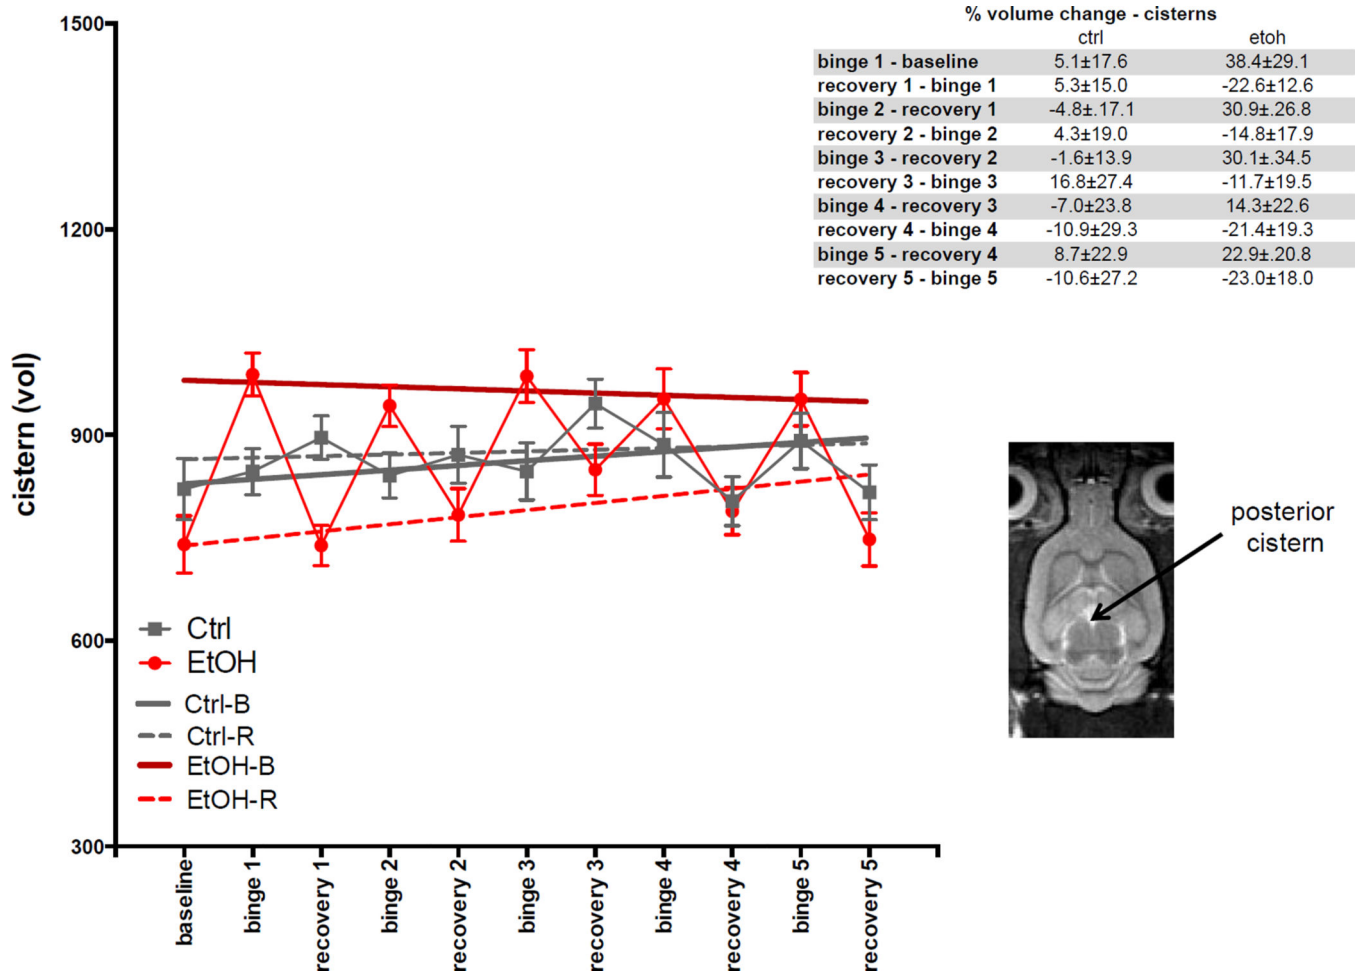 % volume change - cisterns
ctrl etoh
binge 1 - baseline 5.1±17.6 38.4±29.1
recovery 1 - binge 1 5.3±15.0 -22.6±12.6
binge 2 - recovery 1 -4.8±.17.1 30.9±.26.8
recovery 2 - binge 2 4.3±19.0 -14.8±17.9
binge 3 - recovery 2 -1.6±13.9 30.1±.34.5
recovery 3 - binge 3 16.8±27.4 -11.7±19.5
binge 4 - recovery 3 -7.0±23.8 14.3±22.6
recovery 4 - binge 4 -10.9±29.3 -21.4±19.3
binge 5 - recovery 4 8.7±22.9 22.9±.20.8
recovery 5 - binge 5 -10.6±27.2 -23.0±18.0
cistern (vol)
1500
1200
900
600
300
Ctrl
EtOH
Ctrl-B
Ctrl-R
EtOH-B
EtOH-R
baseline
binge 1
recovery 1
binge 2
recovery 2
binge 3
recovery 3
binge 4
recovery 4
binge 5
recovery 5
posterior
cistern